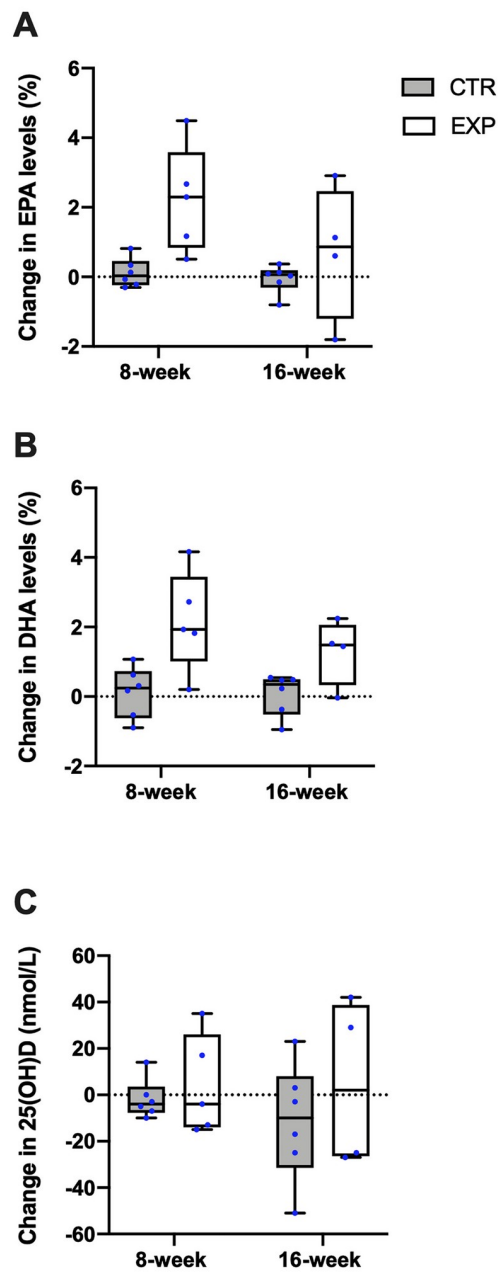 A
Change in EPA levels (%)
6
4
2
0
-2
8-week
16-week
CTR
EXP
B
Change in DHA levels (%)
6
4
2
0
-2
8-week
16-week
C
Change in 25(OH)D (nmol/L)
60
40
20
0
-20
-40
-60
8-week
16-week